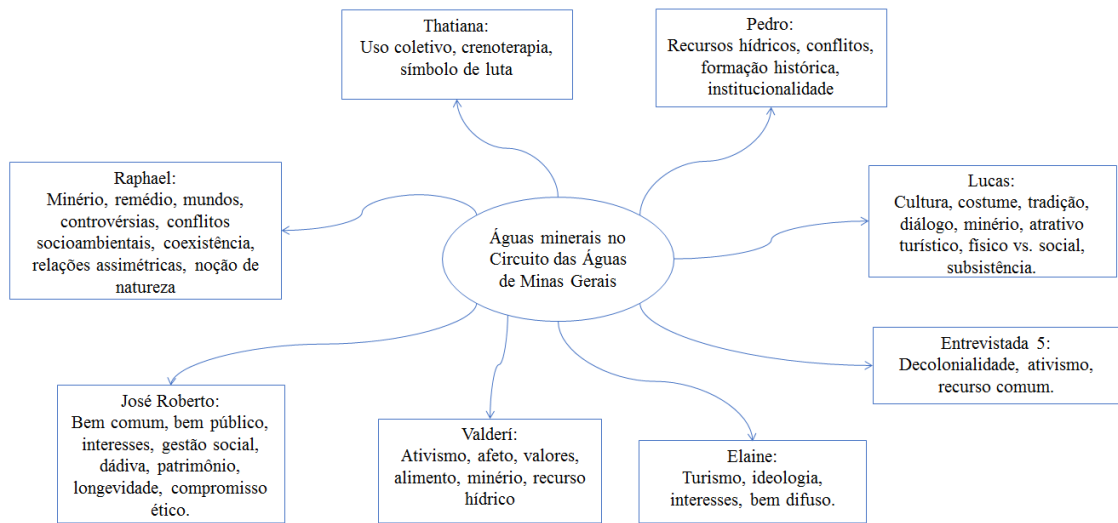 Thatiana:
Uso coletivo, crenoterapia,
símbolo de luta
Pedro:
Recursos hídricos, conflitos,
formação histórica,
institucionalidade
Raphael:
Minério, remédio, mundos,
controvérsias, conflitos
socioambientais, coexistência,
relações assimétricas, noção de
natureza
Águas minerais no
Circuito das Águas
de Minas Gerais
Lucas:
Cultura, costume, tradição,
diálogo, minério, atrativo
turístico, físico vs. social,
subsistência.
Entrevistada 5:
Decolonialidade, ativismo,
recurso comum.
José Roberto:
Bem comum, bem público,
interesses, gestão social,
dádiva, patrimônio,
longevidade, compromisso
ético.
Valderí:
Ativismo, afeto, valores,
alimento, minério, recurso
hídrico
Elaine:
Turismo, ideologia,
interesses, bem difuso.